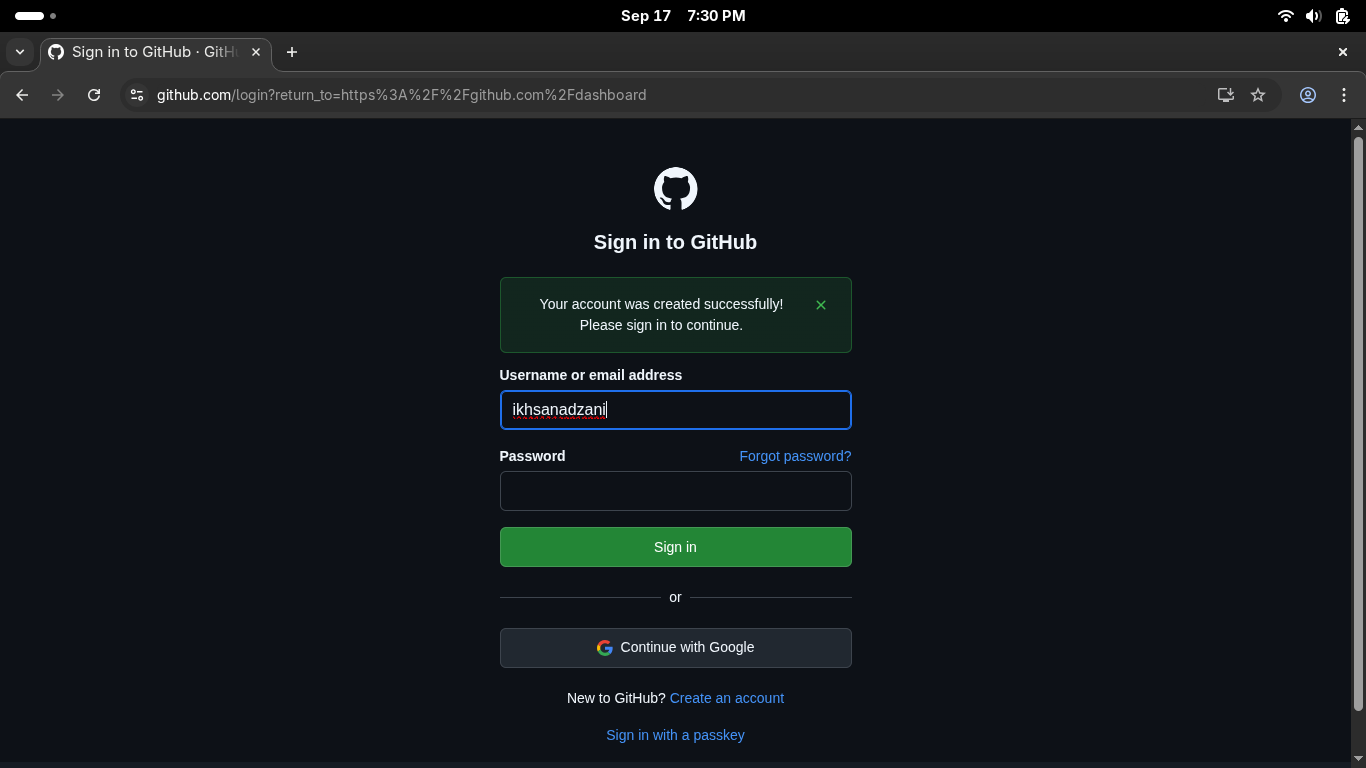 Sep 17 7:30 PM
Sign in to GitHub · GitHu
github.com/login?return_to=https%3A%2F%2Fgithub.com%2Fdashboard
Sign in to GitHub
Your account was created successfully!
Please sign in to continue.
Username or email address
ikhsanadzani
Password Forgot password?
Sign in
or
Continue with Google
New to GitHub? Create an account
Sign in with a passkey